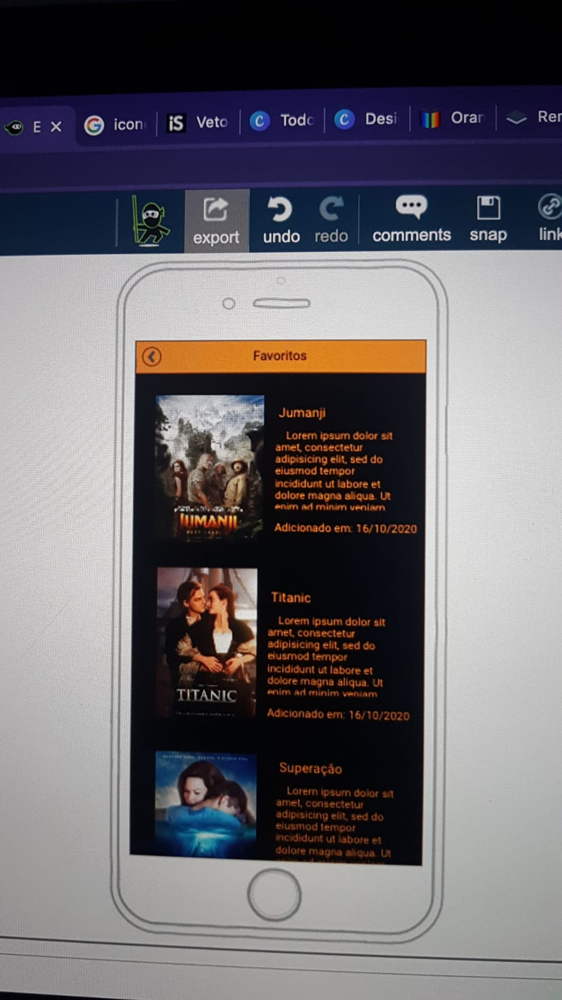 E
icon
iS Veto
C Todo
C Desi
Oran
Ren
export
undo
redo
comments
snap
link
Favoritos
Jumanji
Lorem ipsum dolor sit
amet, consectetur
adipisicing elit, sed do
eiusmod tempor
incididunt ut labore et
dolore magna aliqua. Ut
enim ad minim veniam
Adicionado em: 16/10/2020
JUMANJI
Titanic
Lorem ipsum dolor sit
amet, consectetur
adipisicing elit, sed do
eiusmod tempor
incididunt ut labore et
dolore magna aliqua. Ut
enim ad minim veniam
Adicionado em: 16/10/2020
TITANIC
Superação
Lorem ipsum dolor sit
amet, consectetur
adipisicing elit, sed do
eiusmod tempor
incididunt ut labore et
dolore magna aliqua. Ut